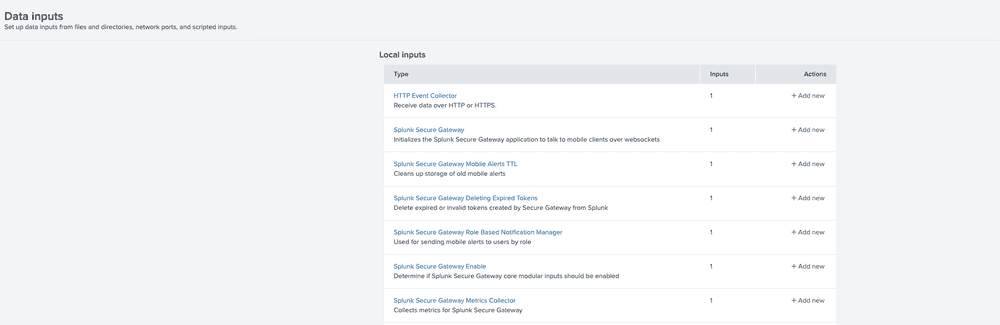 Data inputs
Set up data inputs from files and directories, network ports, and scripted inputs.
Local inputs
Type Inputs Actions
HTTP Event Collector 1 + Add new
Receive data over HTTP or HTTPS.
Splunk Secure Gateway 1 + Add new
Initializes the Splunk Secure Gateway application to talk to mobile clients over websockets
Splunk Secure Gateway Mobile Alerts TTL 1 + Add new
Cleans up storage of old mobile alerts
Splunk Secure Gateway Deleting Expired Tokens 1 + Add new
Delete expired or invalid tokens created by Secure Gateway from Splunk
Splunk Secure Gateway Role Based Notification Manager 1 + Add new
Used for sending mobile alerts to users by role
Splunk Secure Gateway Enable 1 + Add new
Determine if Splunk Secure Gateway core modular inputs should be enabled
Splunk Secure Gateway Metrics Collector 1 + Add new
Collects metrics for Splunk Secure Gateway